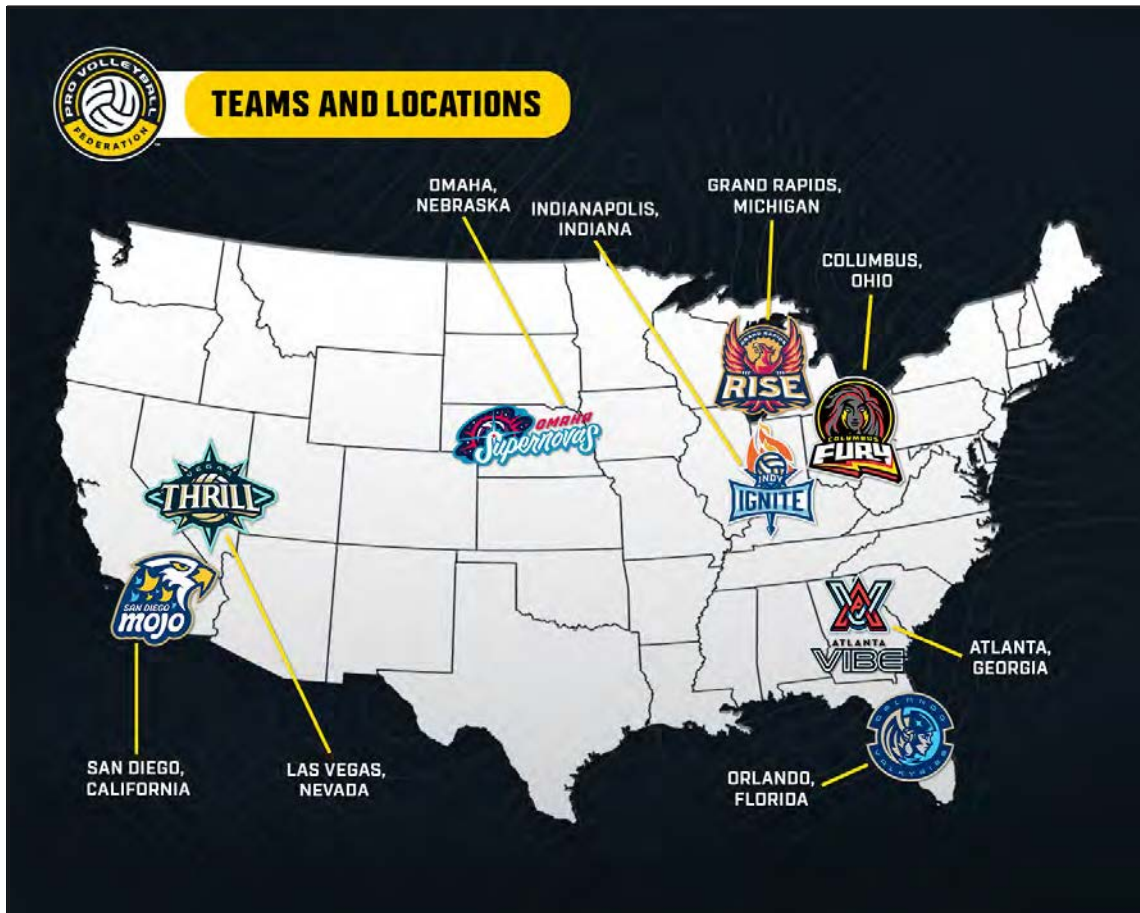 PRO VOLLEYBALL
FEDERATION
TEAMS AND LOCATIONS
OMAHA,
NEBRASKA
INDIANAPOLIS,
INDIANA
GRAND RAPIDS,
MICHIGAN
COLUMBUS,
OHIO
GRAND RAPIDS
RISE
OMAHA
Supernovas
COLUMBUS
FURY
INDY
IGNITE
VEGAS
THRILL
SAN DIEGO
mojo
ATLANTA
VIBE
ATLANTA,
GEORGIA
ORLANDO
VALKYRIES
SAN DIEGO,
CALIFORNIA
LAS VEGAS,
NEVADA
ORLANDO,
FLORIDA